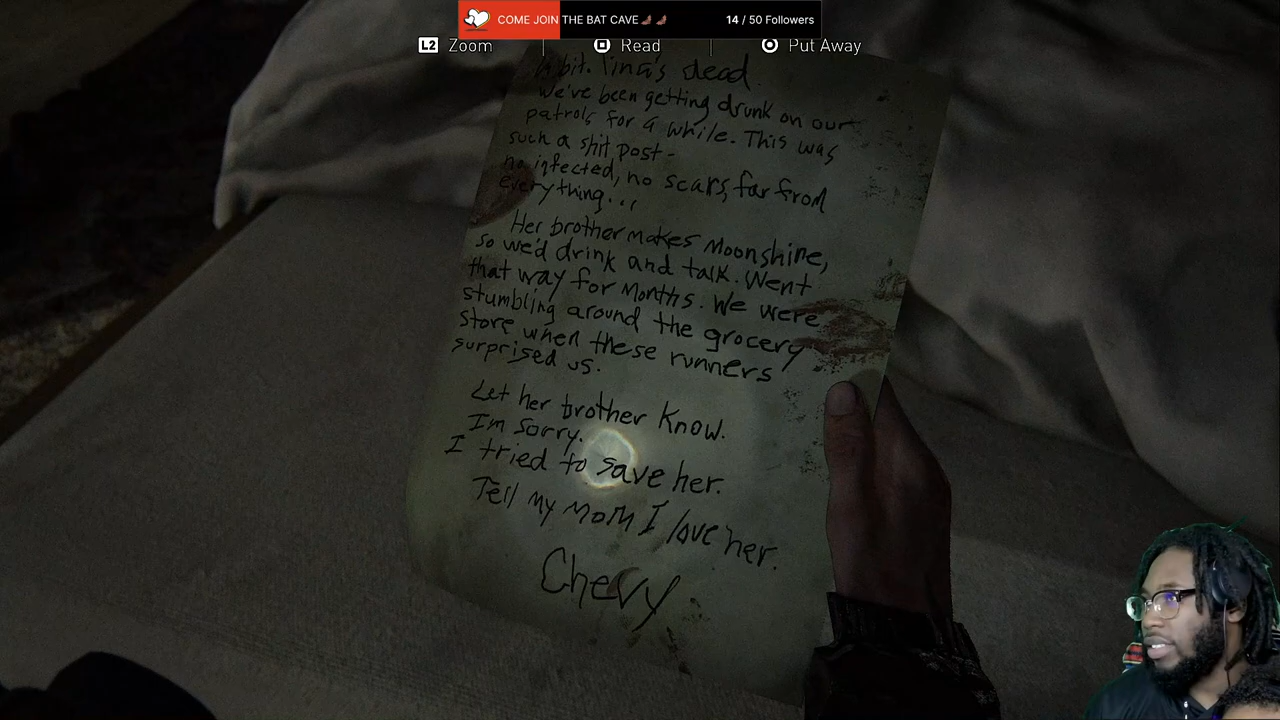 COME JOIN THE BAT CAVE 14 / 50 Followers
L2 Zoom Read Put Away
bit. Tina's dead.
We've been getting drunk on our
patrols for a while. This was
such a shit post-
no infected, no scars, far from
everything...
Her brother makes Moonshine,
so we'd drink and talk. Went
that way for months. We were
stumbling around the grocery
store when these runners
surprised us.
Let her brother know.
I'm sorry.
I tried to save her.
Tell my mom I love her.
Chevy